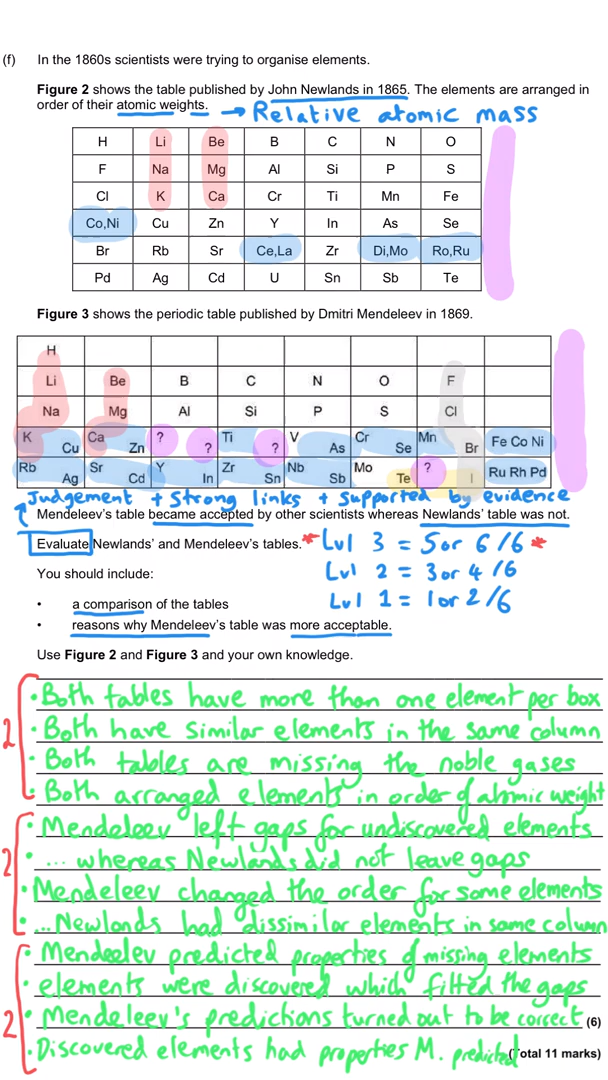 (f) In the 1860s scientists were trying to organise elements.
Figure 2 shows the table published by John Newlands in 1865. The elements are arranged in
order of their atomic weights. → Relative atomic mass
H Li Be B C N O
F Na Mg Al Si P S
Cl K Ca Cr Ti Mn Fe
Co,Ni Cu Zn Y In As Se
Br Rb Sr Ce,La Zr Di,Mo Ro,Ru
Pd Ag Cd U Sn Sb Te
Figure 3 shows the periodic table published by Dmitri Mendeleev in 1869.
H
Li Be B C N O F
Na Mg Al Si P S Cl
K Ca ? Ti V Cr Mn Fe Co Ni
Cu Zn ? ? As Se Br
Rb Sr Y Zr Nb Mo ? Ru Rh Pd
Ag Cd In Sn Sb Te I
Judgement + Strong links + supported by evidence
Mendeleev's table became accepted by other scientists whereas Newlands' table was not.
Evaluate Newlands' and Mendeleev's tables. * Lvl 3 = 5 or 6 /6 *
You should include: Lvl 2 = 3 or 4 /6
• a comparison of the tables Lvl 1 = 1 or 2 /6
• reasons why Mendeleev's table was more acceptable.
Use Figure 2 and Figure 3 and your own knowledge.
• Both tables have more than one element per box
2 • Both have similar elements in the same column
• Both tables are missing the noble gases
• Both arranged elements in order of atomic weight
• Mendeleev left gaps for undiscovered elements
2 • ... whereas Newlands did not leave gaps
• Mendeleev changed the order for some elements
• ...Newlands had dissimilar elements in same column
• Mendeelev predicted properties of missing elements
• elements were discovered which fitted the gaps
2 • Mendeleev's predictions turned out to be correct (6)
• Discovered elements had properties M. predicted (Total 11 marks)